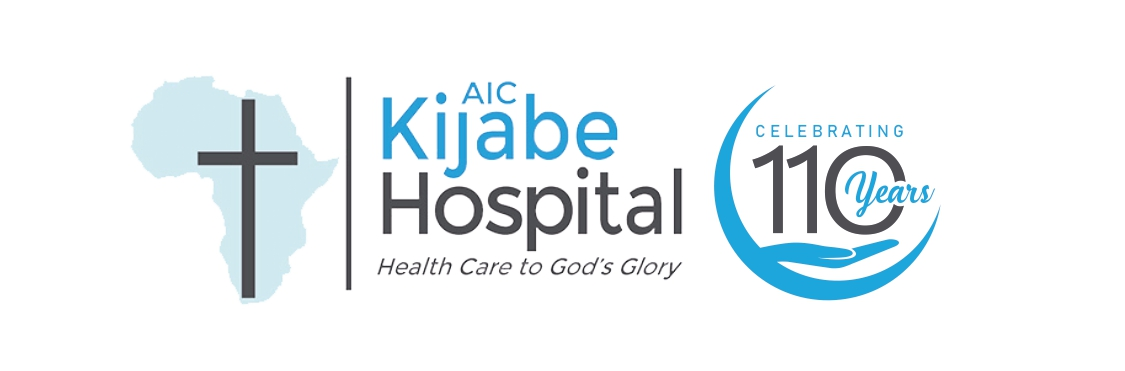 AIC
Kijabe
Hospital
Health Care to God's Glory
CELEBRATING
110
Years